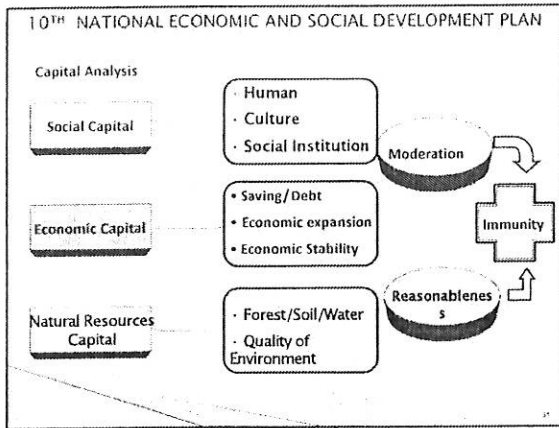 10TH NATIONAL ECONOMIC AND SOCIAL DEVELOPMENT PLAN
Capital Analysis
Social Capital
· Human
· Culture
· Social Institution
Moderation
Economic Capital
• Saving/Debt
• Economic expansion
• Economic Stability
Immunity
Natural Resources
Capital
· Forest/Soil/Water
· Quality of
Environment
Reasonablenes
s